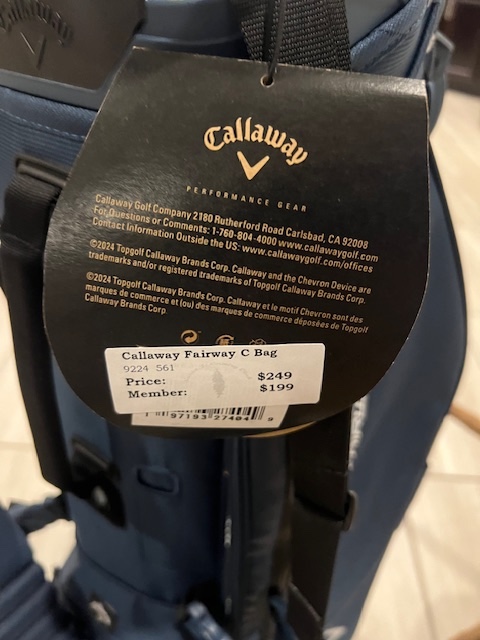 Callaway
Callaway
PERFORMANCE GEAR
Callaway Golf Company 2180 Rutherford Road Carlsbad, CA 92008
For Questions or Comments: 1-760-804-4000 www.callawaygolf.com
Contact Information Outside the US: www.callawaygolf.com/offices
©2024 Topgolf Callaway Brands Corp. Callaway and the Chevron Device are
trademarks and/or registered trademarks of Topgolf Callaway Brands Corp.
©2024 Topgolf Callaway Brands Corp. Callaway et le motif Chevron sont des
marques de commerce et (ou) des marques de commerce déposées de Topgolf
Callaway Brands Corp.
Callaway Fairway C Bag
9224 561
Price: $249
Member: $199
97193 27404 9